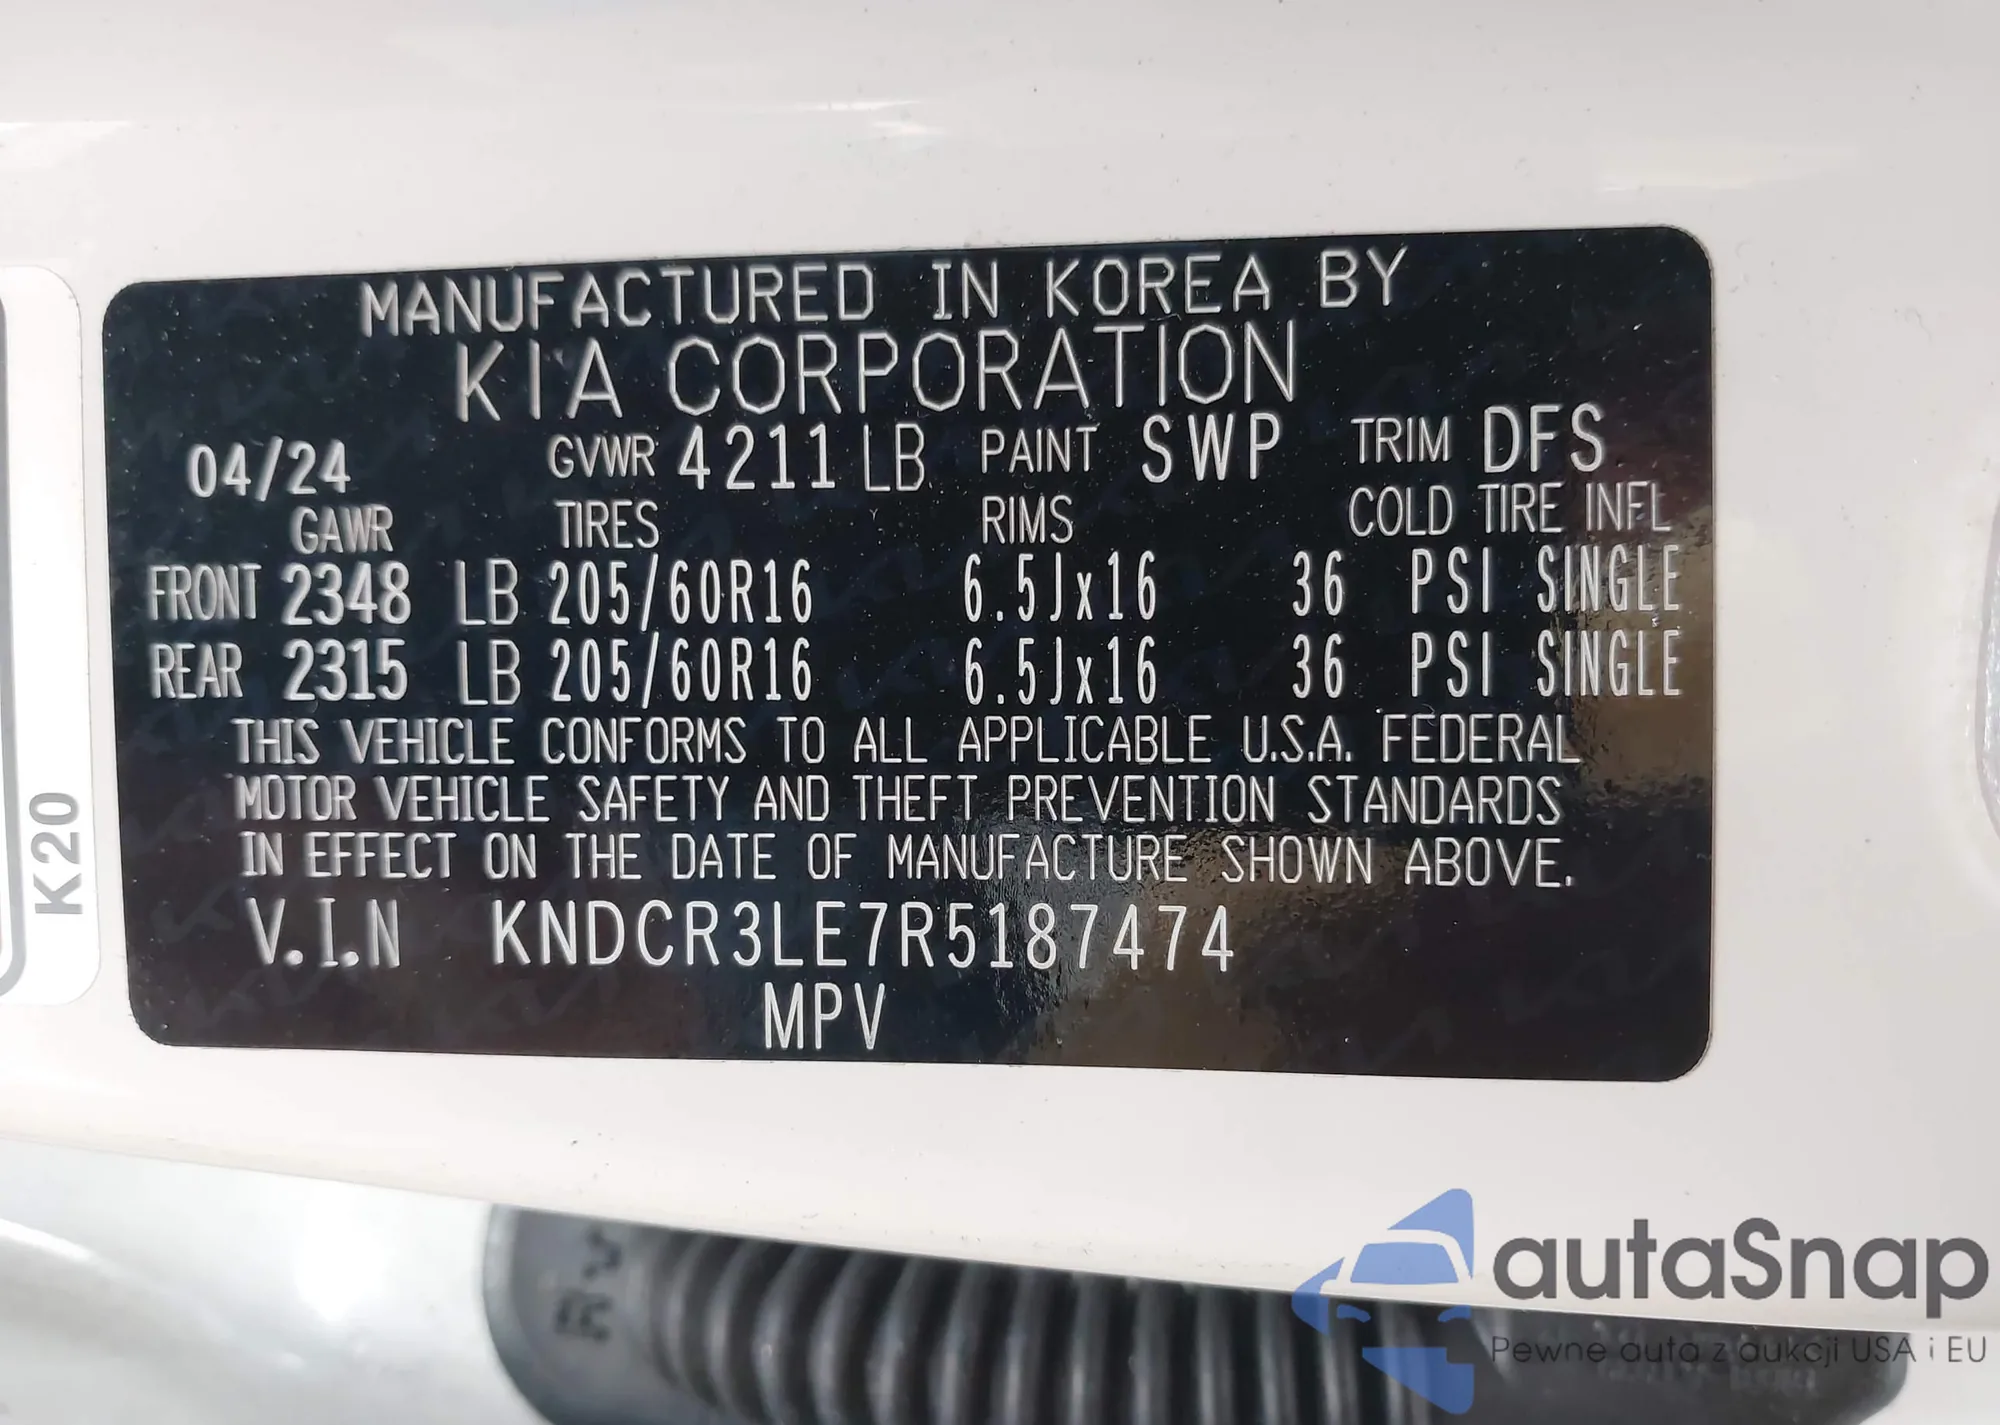 MANUFACTURED IN KOREA BY
KIA CORPORATION
04/24 GVWR 4211 LB PAINT SWP TRIM DFS
GAWR TIRES RIMS COLD TIRE INFL
FRONT 2348 LB 205/60R16 6.5Jx16 36 PSI SINGLE
REAR 2315 LB 205/60R16 6.5Jx16 36 PSI SINGLE
THIS VEHICLE CONFORMS TO ALL APPLICABLE U.S.A. FEDERAL
MOTOR VEHICLE SAFETY AND THEFT PREVENTION STANDARDS
IN EFFECT ON THE DATE OF MANUFACTURE SHOWN ABOVE.
V.I.N KNDCR3LE7R5187474
MPV
K20
autaSnap
Pewne auta z aukcji USA i EU